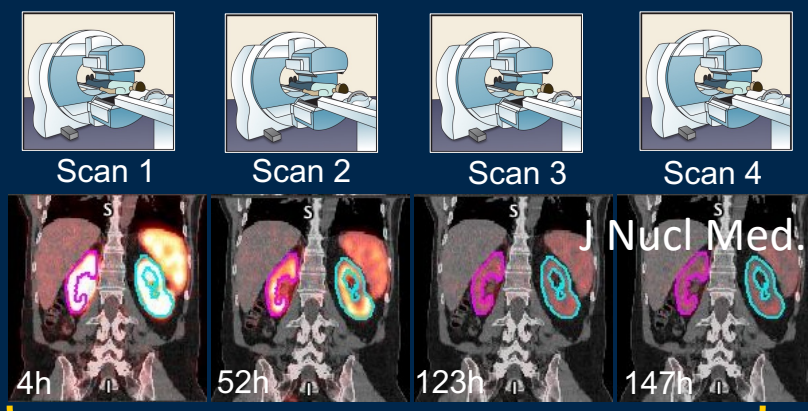 Scan 1
Scan 2
Scan 3
Scan 4
S
S
S
S
J Nucl Med.
4h
52h
123h
147h
I
I
I
I